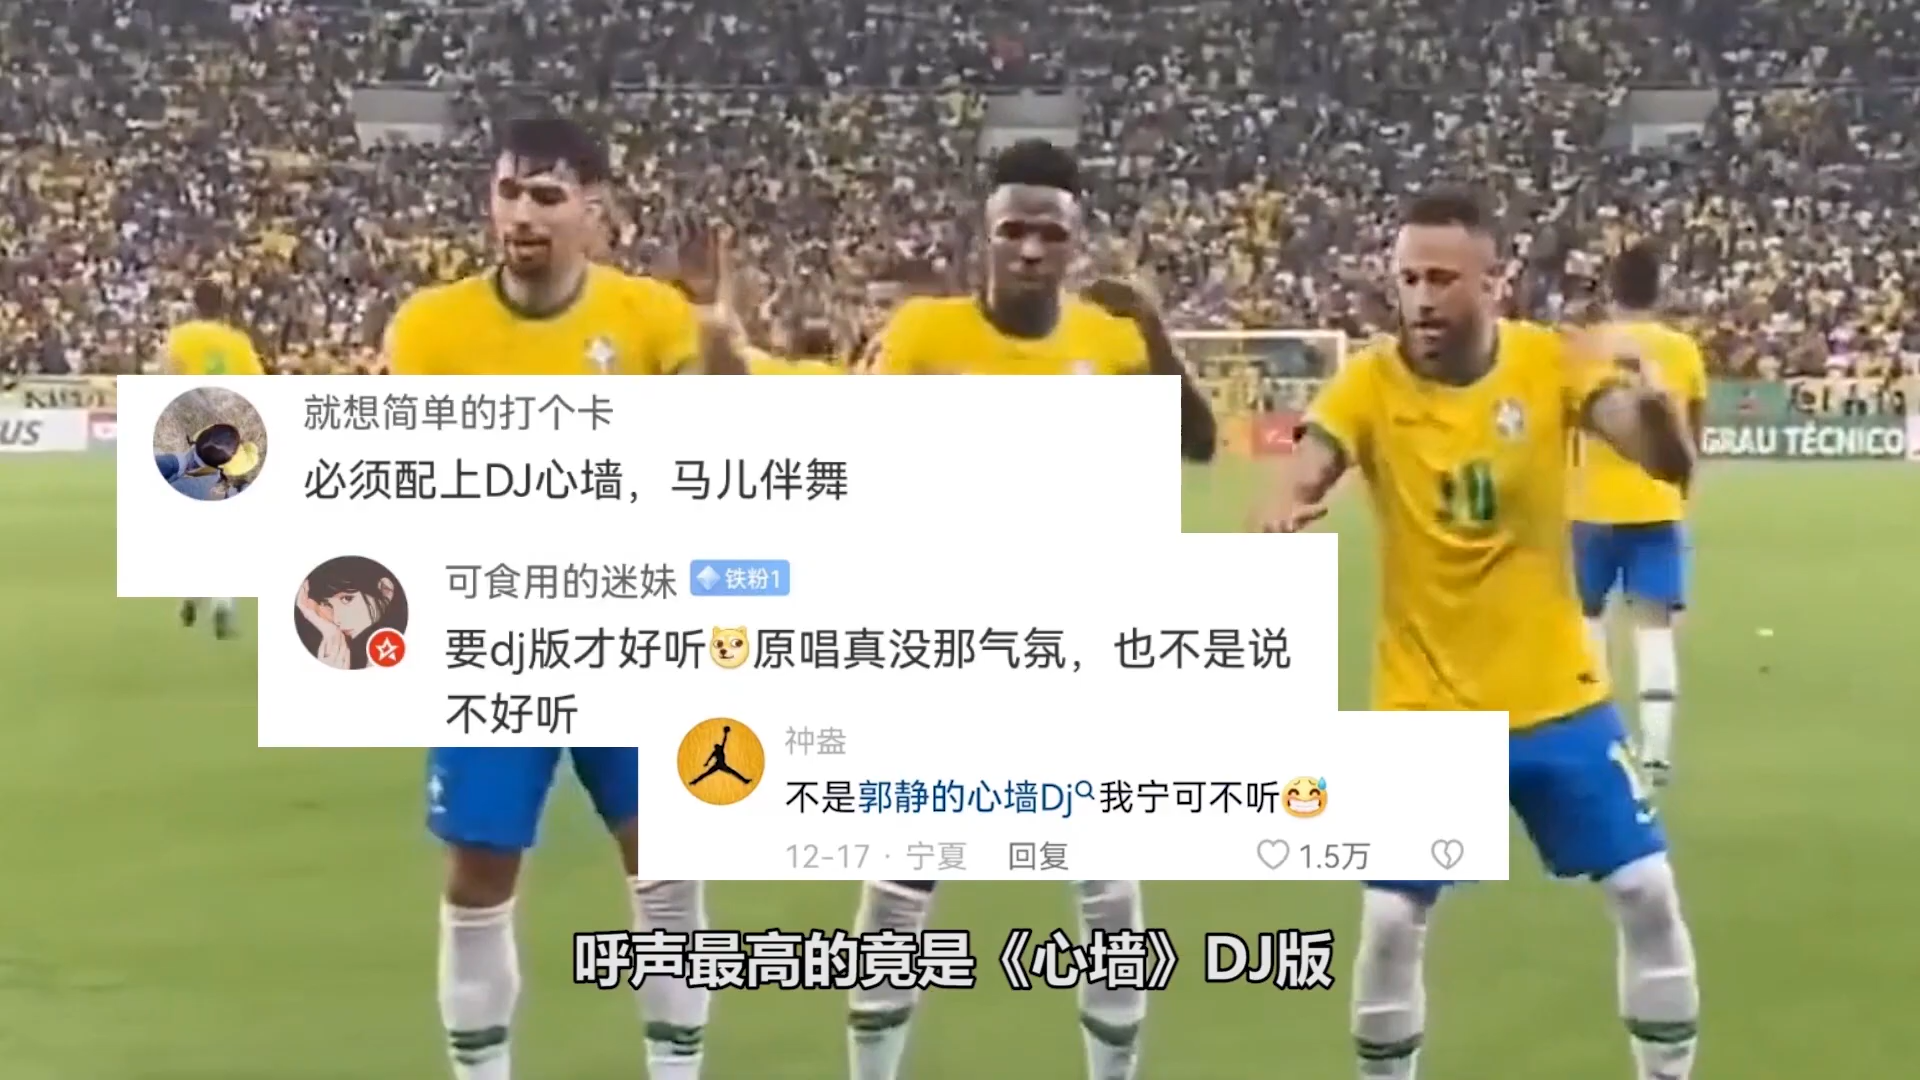 US
GRAU TÉCNICO
就想简单的打个卡
必须配上DJ心墙，马儿伴舞
可食用的迷妹 铁粉1
要dj版才好听原唱真没那气氛，也不是说
不好听
神盎
不是郭静的心墙Dj我宁可不听
12-17 · 宁夏 回复 1.5万
10
呼声最高的竟是《心墙》DJ版